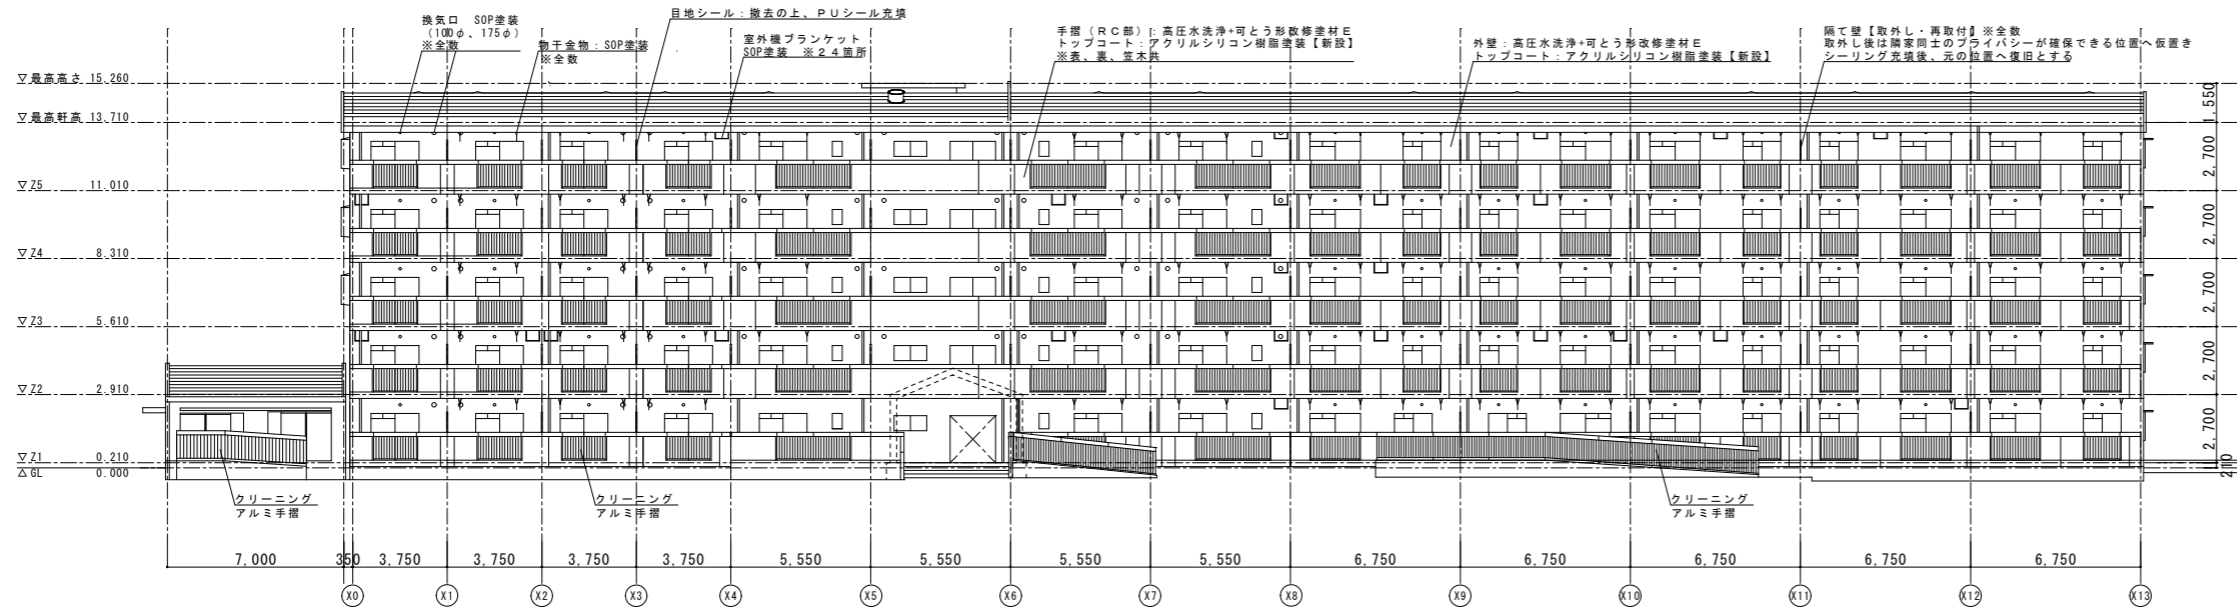 換気口　SOP塗装
（100φ、175φ）
※全数
物干金物：SOP塗装
※全数
目地シール：撤去の上、PUシール充填
室外機ブランケット
SOP塗装　※24箇所
手摺（RC部）：高圧水洗浄+可とう形改修塗材E
トップコート：アクリルシリコン樹脂塗装【新設】
※表、裏、笠木共
外壁：高圧水洗浄+可とう形改修塗材E
トップコート：アクリルシリコン樹脂塗装【新設】
隔て壁【取外し・再取付】※全数
取外し後は隣家同士のプライバシーが確保できる位置へ仮置き
シーリング充填後、元の位置へ復旧とする
▽最高高さ 15.260
▽最高軒高 13.710
▽Z5 11.010
▽Z4 8.310
▽Z3 5.610
▽Z2 2.910
▽Z1 0.210
△GL 0.000
1,550
2,700
2,700
2,700
2,700
2,700
210
クリーニング
アルミ手摺
クリーニング
アルミ手摺
クリーニング
アルミ手摺
7,000 350 3,750 3,750 3,750 3,750 5,550 5,550 5,550 5,550 6,750 6,750 6,750 6,750 6,750
X0 X1 X2 X3 X4 X5 X6 X7 X8 X9 X10 X11 X12 X13